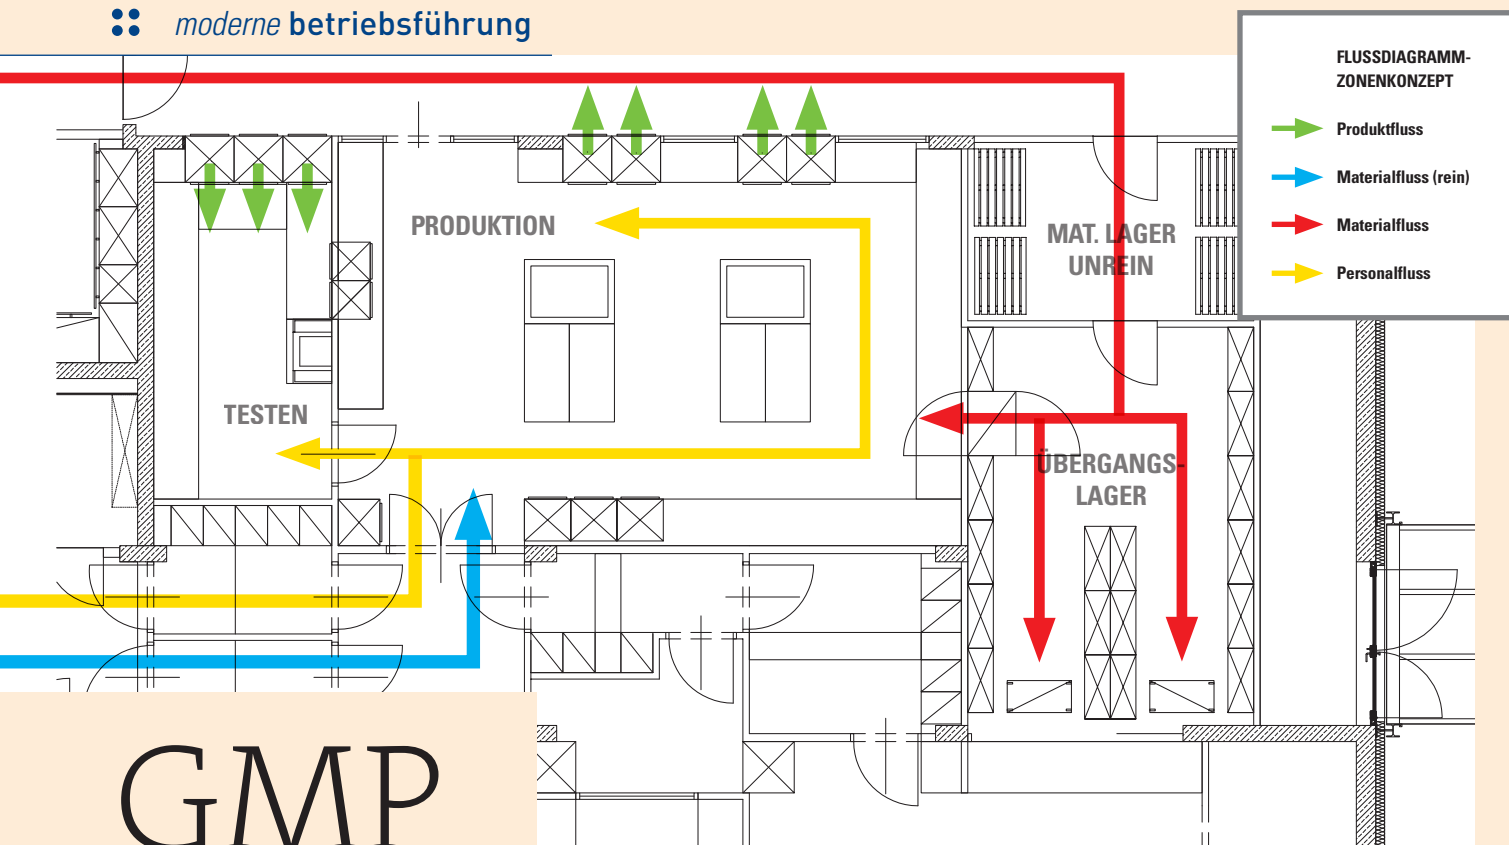 moderne betriebsführung
FLUSSDIAGRAMM-
ZONENKONZEPT
Produktfluss
Materialfluss (rein)
Materialfluss
Personalfluss
PRODUKTION
MAT. LAGER
UNREIN
TESTEN
ÜBERGANGS-
LAGER
GMP